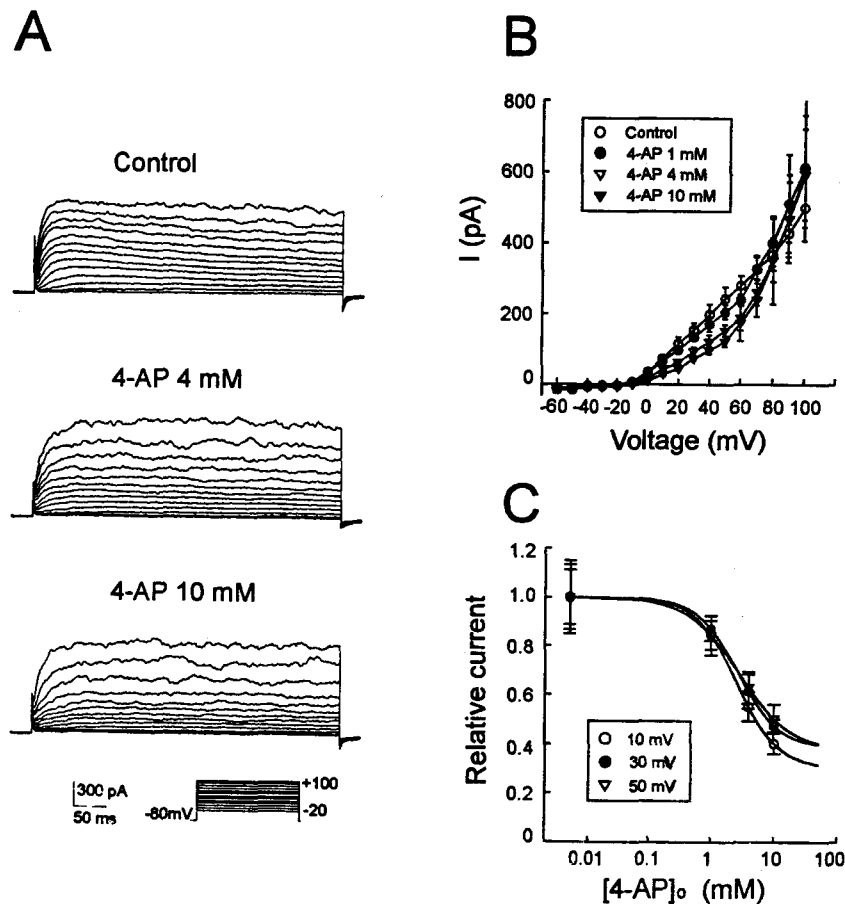 A
Control
4-AP 4 mM
4-AP 10 mM
300 pA
50 ms
-80mV
+100
-20
B
800
600
400
200
0
I (pA)
Control
4-AP 1 mM
4-AP 4 mM
4-AP 10 mM
-60 -40 -20 0 20 40 60 80 100
Voltage (mV)
C
1.2
1.0
0.8
0.6
0.4
0.2
0
Relative current
10 mV
30 mV
50 mV
0.01 0.1 1 10 100
[4-AP]o (mM)